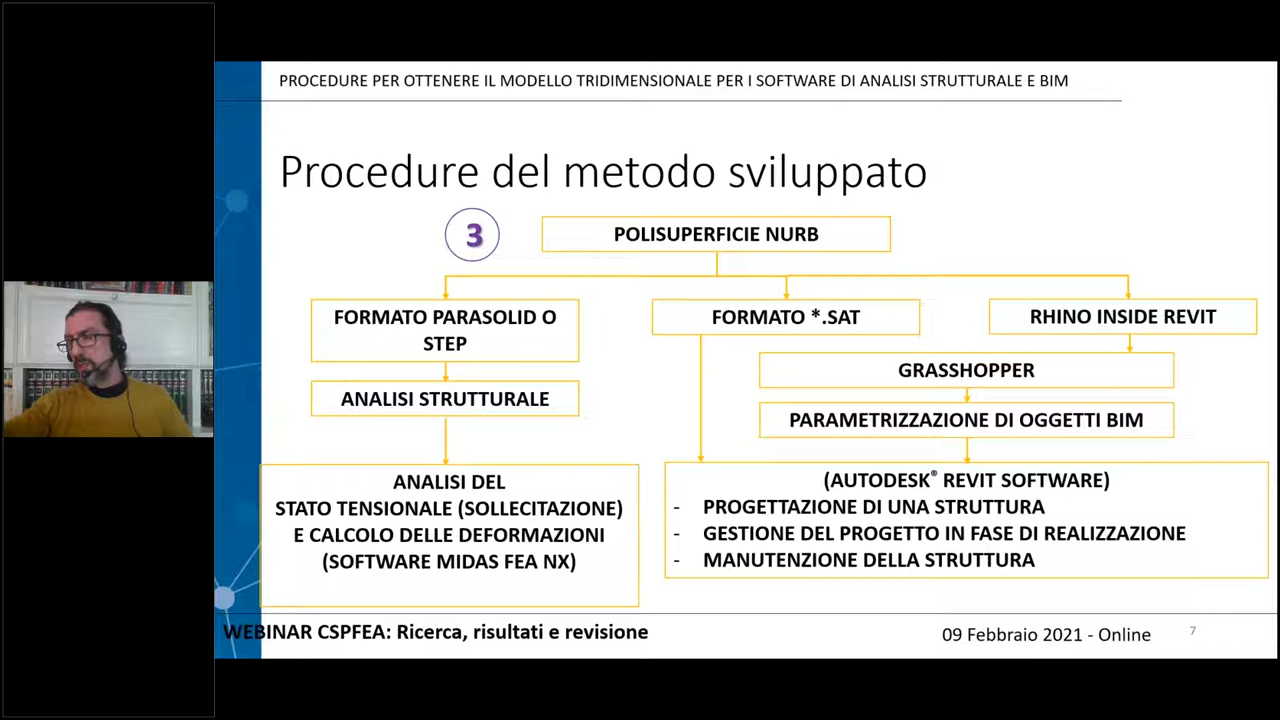 PROCEDURE PER OTTENERE IL MODELLO TRIDIMENSIONALE PER I SOFTWARE DI ANALISI STRUTTURALE E BIM
Procedure del metodo sviluppato
3
POLISUPERFICIE NURB
FORMATO PARASOLID O
STEP
FORMATO *.SAT
RHINO INSIDE REVIT
GRASSHOPPER
ANALISI STRUTTURALE
PARAMETRIZZAZIONE DI OGGETTI BIM
ANALISI DEL
STATO TENSIONALE (SOLLECITAZIONE)
E CALCOLO DELLE DEFORMAZIONI
(SOFTWARE MIDAS FEA NX)
(AUTODESK® REVIT SOFTWARE)
- PROGETTAZIONE DI UNA STRUTTURA
- GESTIONE DEL PROGETTO IN FASE DI REALIZZAZIONE
- MANUTENZIONE DELLA STRUTTURA
WEBINAR CSPFEA: Ricerca, risultati e revisione
09 Febbraio 2021 - Online
7